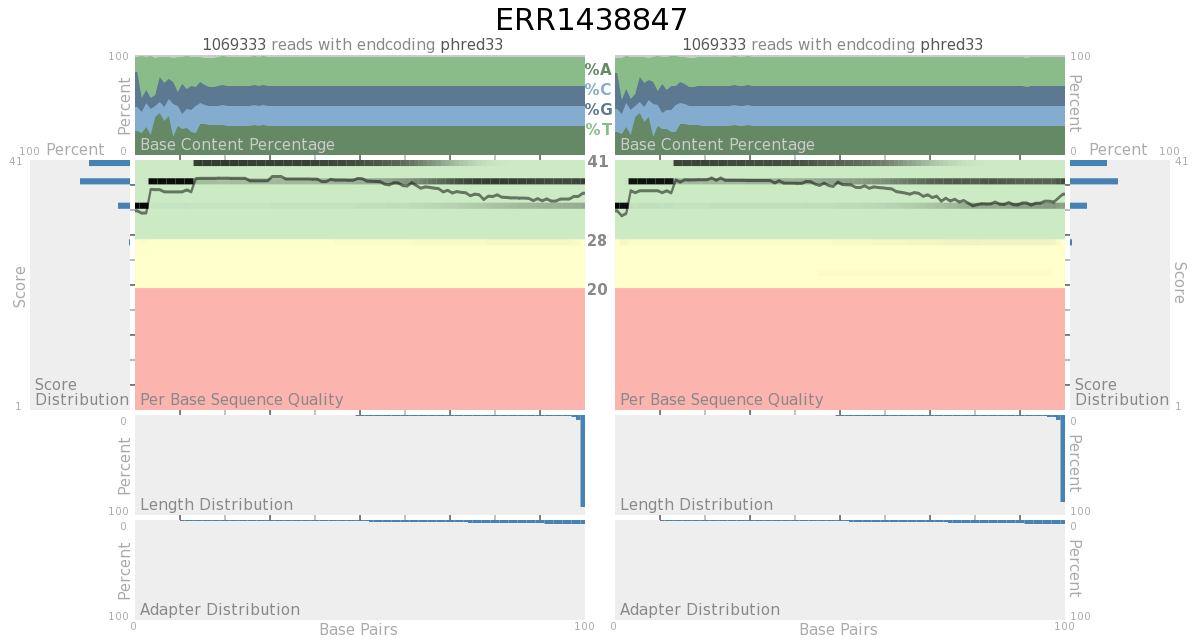 ERR1438847
1069333 reads with endcoding phred33
1069333 reads with endcoding phred33
100
Percent
0
Base Content Percentage
%A
%C
%G
%T
Base Content Percentage
100
Percent
0
100 Percent
41
Score
1
Score
Distribution
Per Base Sequence Quality
41
28
20
Per Base Sequence Quality
100 Percent
41
Score
1
Score
Distribution
0
Percent
100
Length Distribution
Length Distribution
0
Percent
100
0
Percent
100
Adapter Distribution
Adapter Distribution
0
Percent
100
0 Base Pairs 100
0 Base Pairs 100